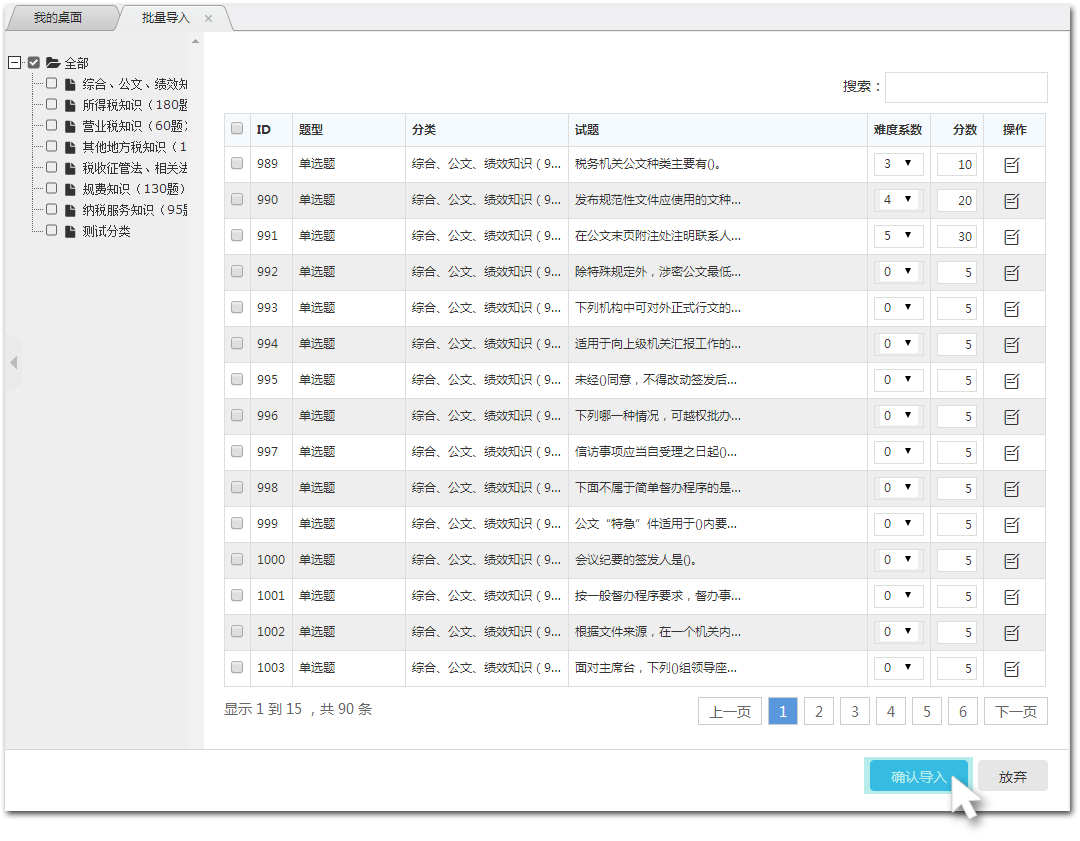 我的桌面 批量导入 ×
全部
综合、公文、绩效知
所得税知识（180题
营业税知识（60题）
其他地方税知识（1
税收征管法、相关法
规费知识（130题）
纳税服务知识（95题
测试分类
搜索：
ID 题型 分类 试题 难度系数 分数 操作
989 单选题 综合、公文、绩效知识（9... 税务机关公文种类主要有()。 3 10
990 单选题 综合、公文、绩效知识（9... 发布规范性文件应使用的文种... 4 20
991 单选题 综合、公文、绩效知识（9... 在公文末页附注处注明联系人... 5 30
992 单选题 综合、公文、绩效知识（9... 除特殊规定外，涉密公文最低... 0 5
993 单选题 综合、公文、绩效知识（9... 下列机构中可对外正式行文的... 0 5
994 单选题 综合、公文、绩效知识（9... 适用于向上级机关汇报工作的... 0 5
995 单选题 综合、公文、绩效知识（9... 未经()同意，不得改动签发后... 0 5
996 单选题 综合、公文、绩效知识（9... 下列哪一种情况，可越权批办... 0 5
997 单选题 综合、公文、绩效知识（9... 信访事项应当自受理之日起()... 0 5
998 单选题 综合、公文、绩效知识（9... 下面不属于简单督办程序的是... 0 5
999 单选题 综合、公文、绩效知识（9... 公文“特急”件适用于()内要... 0 5
1000 单选题 综合、公文、绩效知识（9... 会议纪要的签发人是()。 0 5
1001 单选题 综合、公文、绩效知识（9... 按一般督办程序要求，督办事... 0 5
1002 单选题 综合、公文、绩效知识（9... 根据文件来源，在一个机关内... 0 5
1003 单选题 综合、公文、绩效知识（9... 面对主席台，下列()组领导座... 0 5
显示 1 到 15 ，共 90 条 上一页 1 2 3 4 5 6 下一页
确认导入 放弃